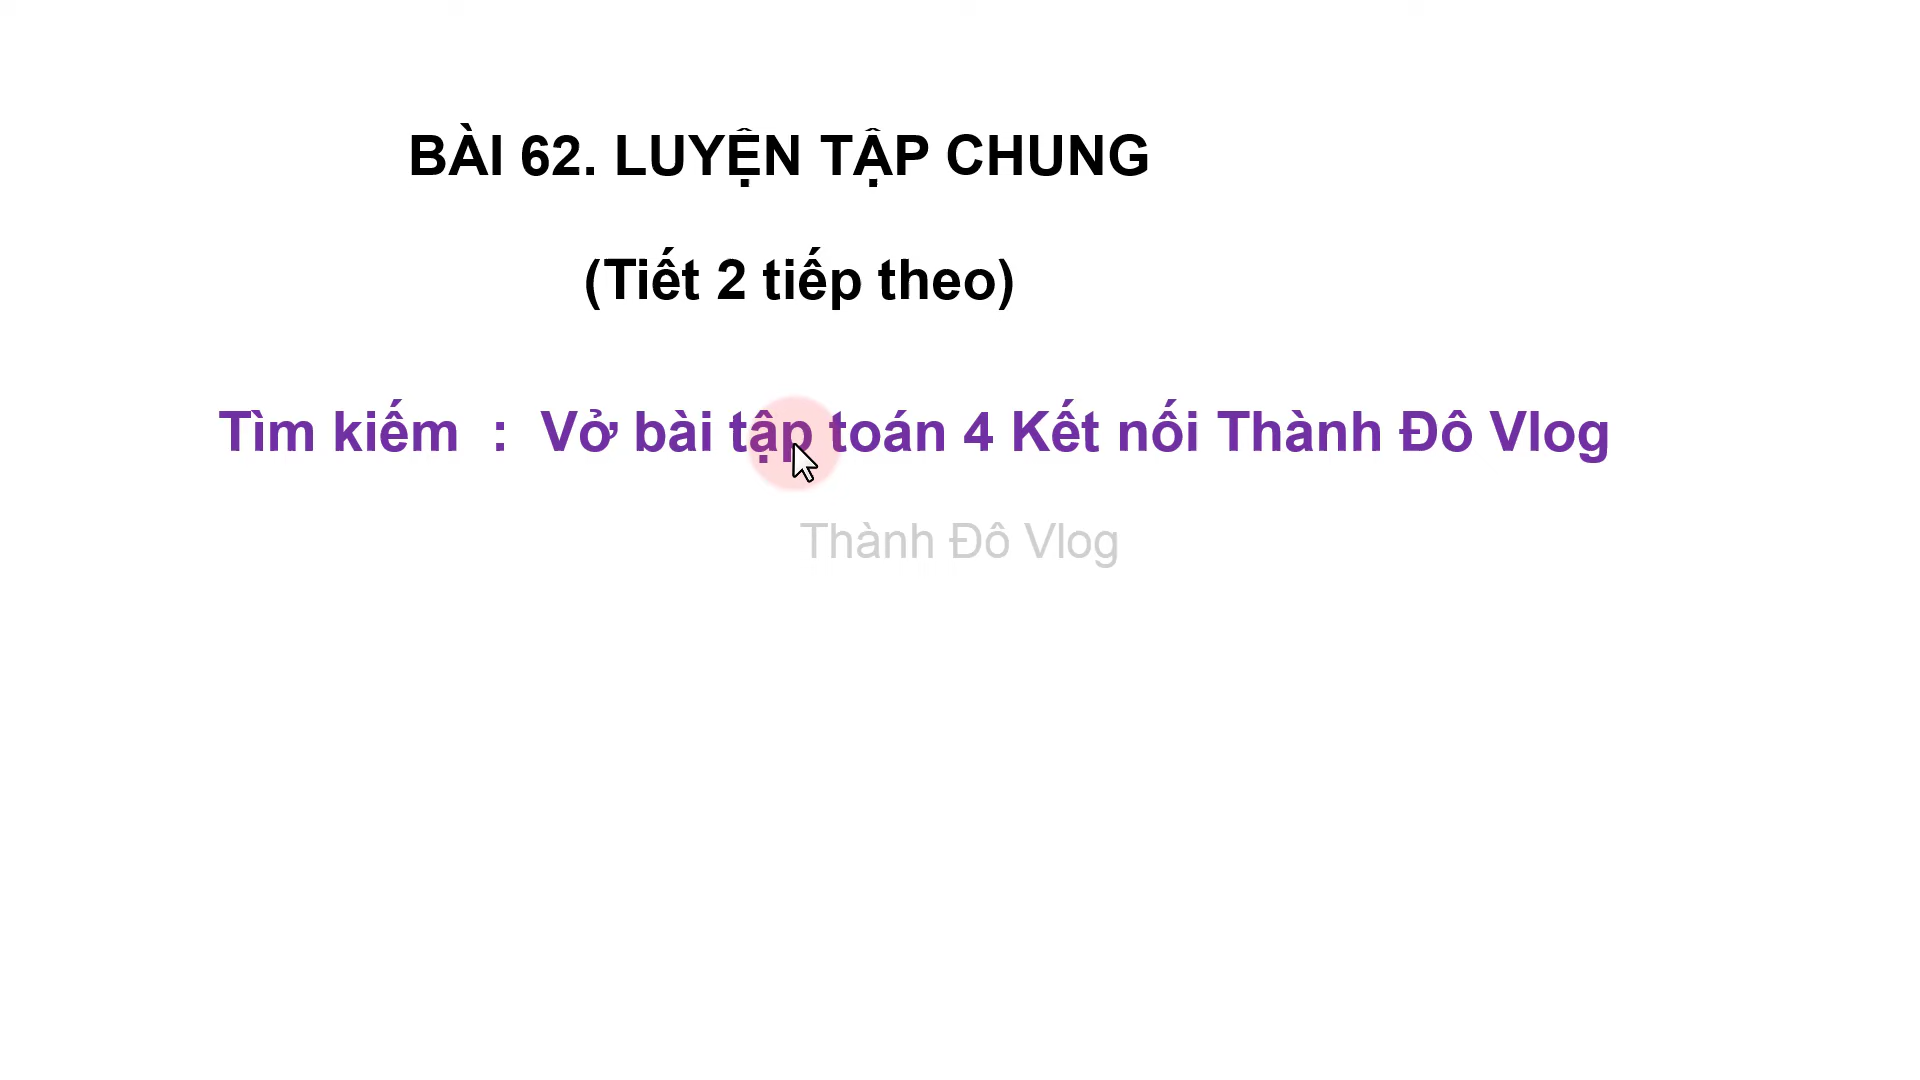 BÀI 62. LUYỆN TẬP CHUNG
(Tiết 2 tiếp theo)
Tìm kiếm : Vở bài tập toán 4 Kết nối Thành Đô Vlog
Thành Đô Vlog